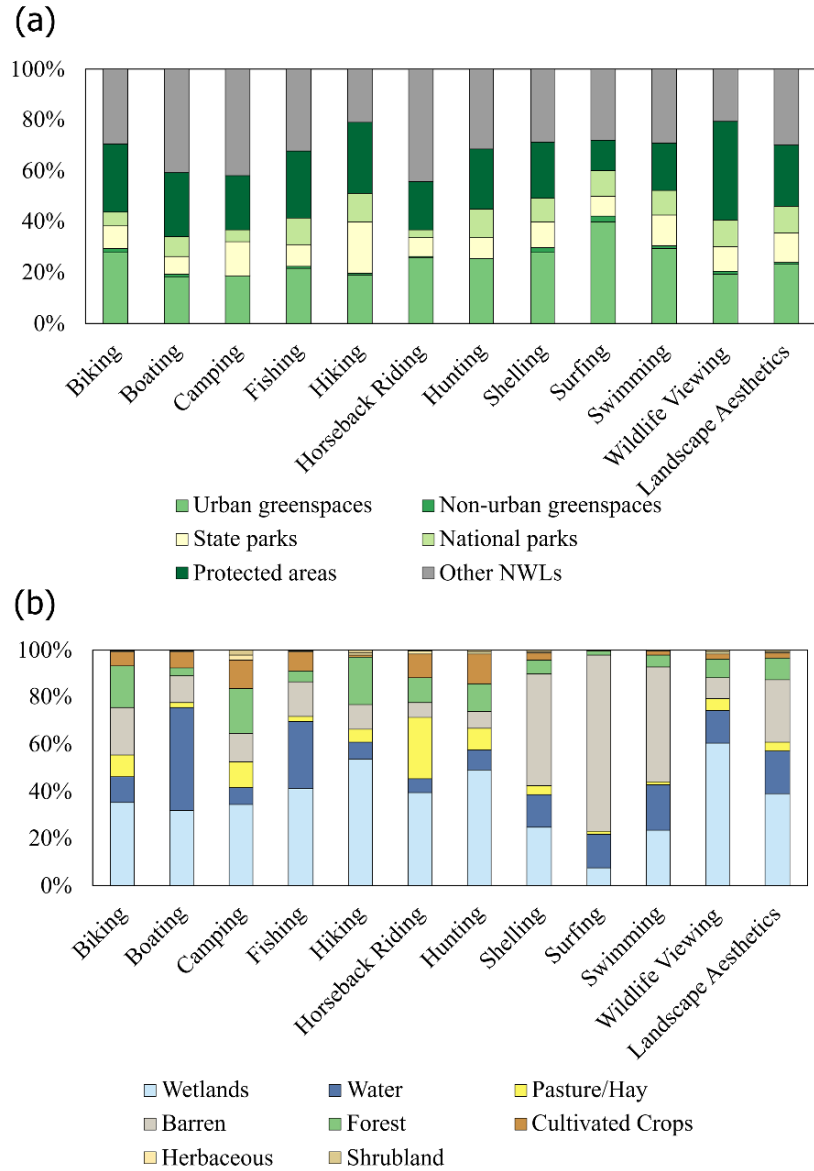 (a)
100%
80%
60%
40%
20%
0%
Biking
Boating
Camping
Fishing
Hiking
Horseback Riding
Hunting
Shelling
Surfing
Swimming
Wildlife Viewing
Landscape Aesthetics
Urban greenspaces Non-urban greenspaces
State parks National parks
Protected areas Other NWLs
(b)
100%
80%
60%
40%
20%
0%
Biking
Boating
Camping
Fishing
Hiking
Horseback Riding
Hunting
Shelling
Surfing
Swimming
Wildlife Viewing
Landscape Aesthetics
Wetlands Water Pasture/Hay
Barren Forest Cultivated Crops
Herbaceous Shrubland